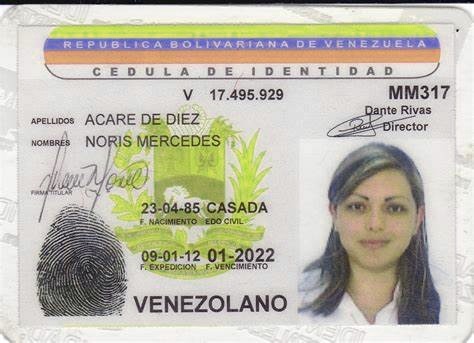 REPUBLICA BOLIVARIANA DE VENEZUELA
CEDULA DE IDENTIDAD
V 17.495.929 MM317
APELLIDOS ACARE DE DIEZ
Dante Rivas
Director
NOMBRES NORIS MERCEDES
FIRMA TITULAR
23-04-85 CASADA
F. NACIMIENTO EDO CIVIL
09-01-12 01-2022
F. EXPEDICION F. VENCIMIENTO
VENEZOLANO